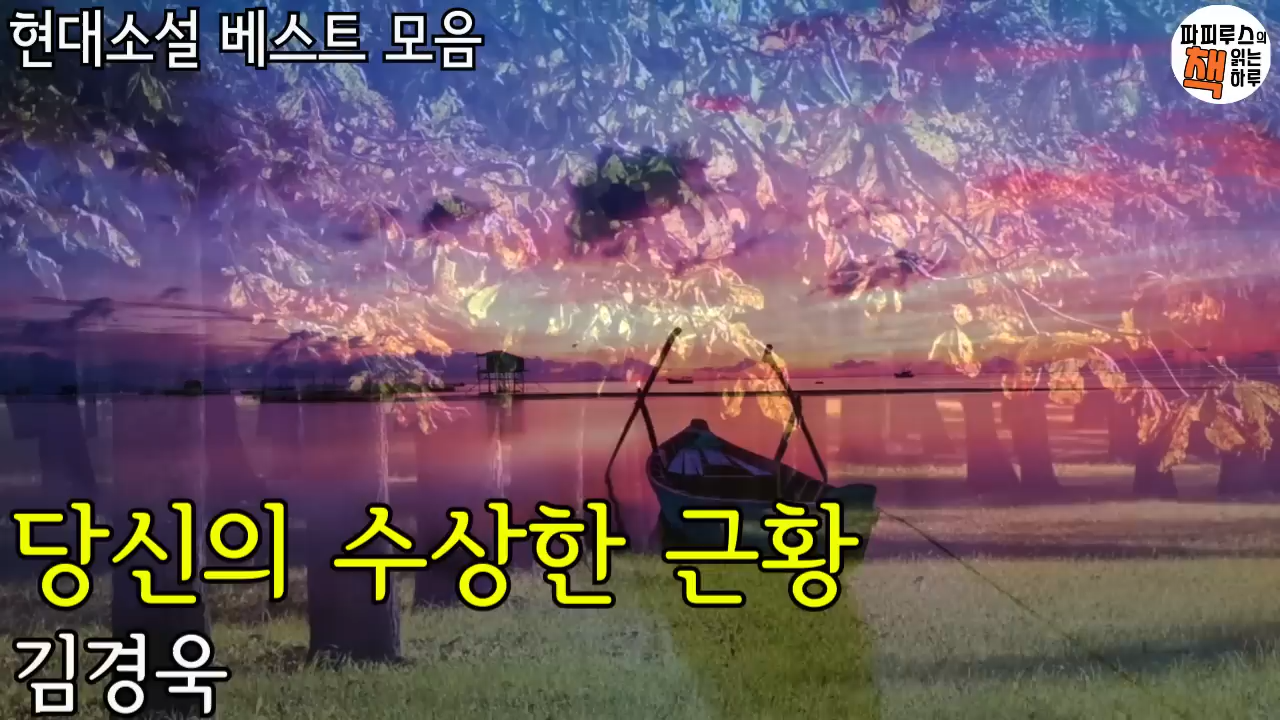 현대소설 베스트 모음
파피루스의
책 읽는
하루
당신의 수상한 근황
김경욱